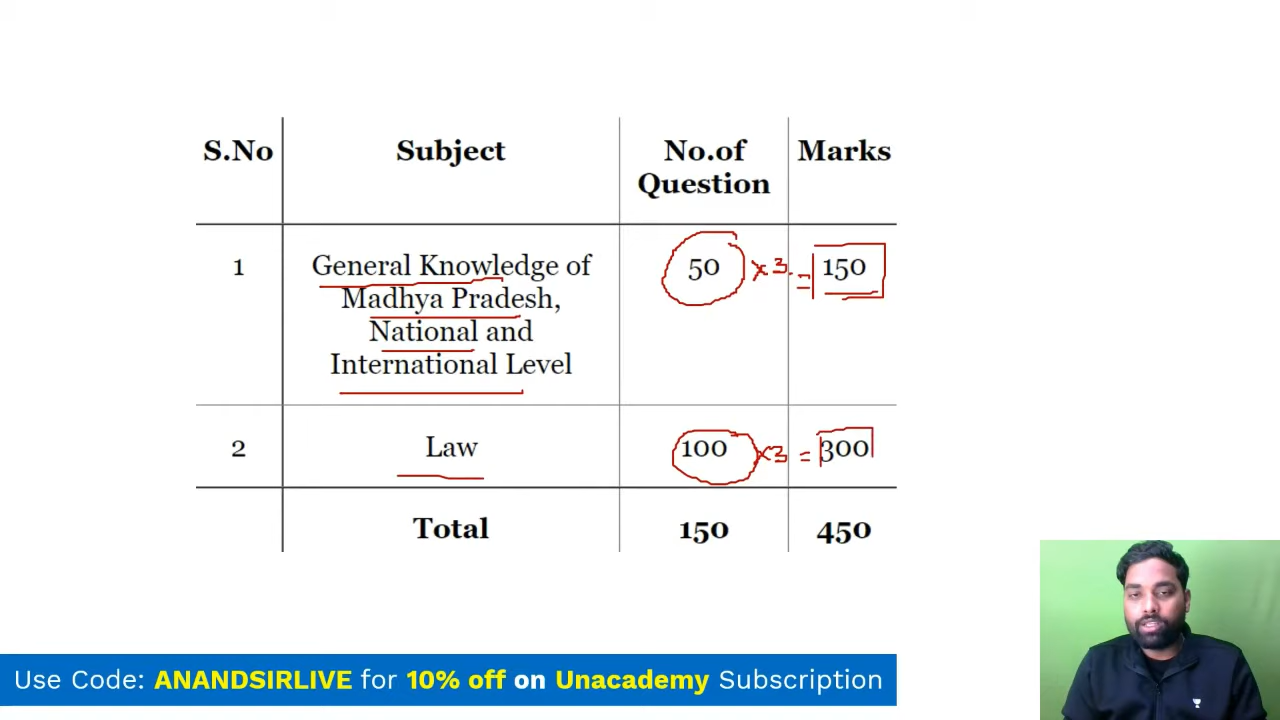 S.No Subject No.of Marks
Question
1 General Knowledge of 50 ×3. = 150
Madhya Pradesh,
National and
International Level
2 Law 100 ×3 = 300
Total 150 450
Use Code: ANANDSIRLIVE for 10% off on Unacademy Subscription